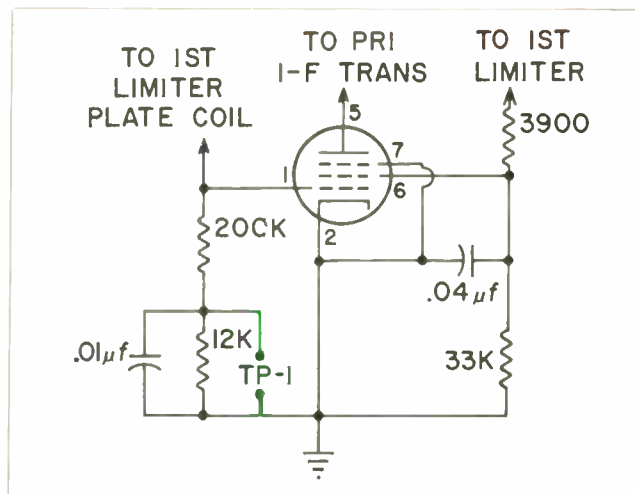 TO 1ST
LIMITER
PLATE COIL
TO PRI
I-F TRANS
TO 1ST
LIMITER
3900
5
7
1
6
2
200K
.04µf
.01µf
12K
TP-1
33K